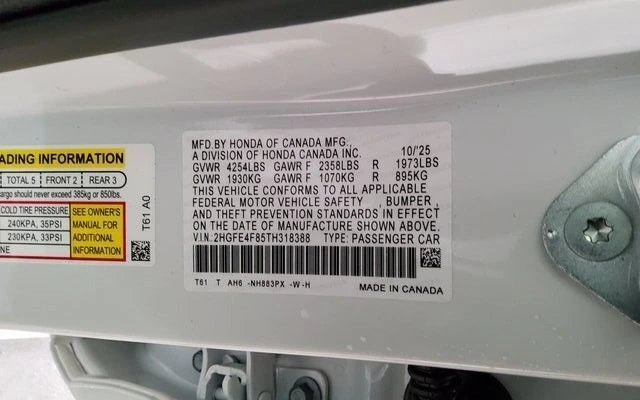 ADING INFORMATION
TOTAL 5 FRONT 2 REAR 3
argo should never exceed 385kg or 850lbs.
COLD TIRE PRESSURE
240KPA, 35PSI
230KPA, 33PSI
NE
SEE OWNER'S
MANUAL FOR
ADDITIONAL
INFORMATION
T61 A0
MFD.BY HONDA OF CANADA MFG.,
A DIVISION OF HONDA CANADA INC. 10/'25
GVWR 4254LBS GAWR F 2358LBS R 1973LBS
GVWR 1930KG GAWR F 1070KG R 895KG
THIS VEHICLE CONFORMS TO ALL APPLICABLE
FEDERAL MOTOR VEHICLE SAFETY , BUMPER,
AND THEFT PREVENTION STANDARDS IN EFFECT
ON THE DATE OF MANUFACTURE SHOWN ABOVE.
V.I.N.:2HGFE4F85TH318388 TYPE: PASSENGER CAR
T61 T AH6 -NH883PX -W-H
MADE IN CANADA